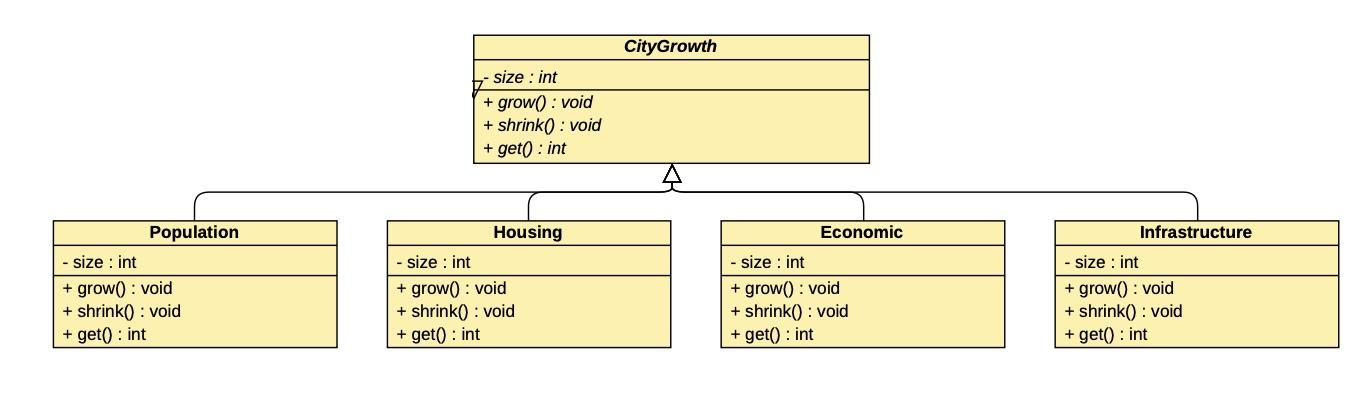 CityGrowth
- size : int
+ grow() : void
+ shrink() : void
+ get() : int
Population
- size : int
+ grow() : void
+ shrink() : void
+ get() : int
Housing
- size : int
+ grow() : void
+ shrink() : void
+ get() : int
Economic
- size : int
+ grow() : void
+ shrink() : void
+ get() : int
Infrastructure
- size : int
+ grow() : void
+ shrink() : void
+ get() : int